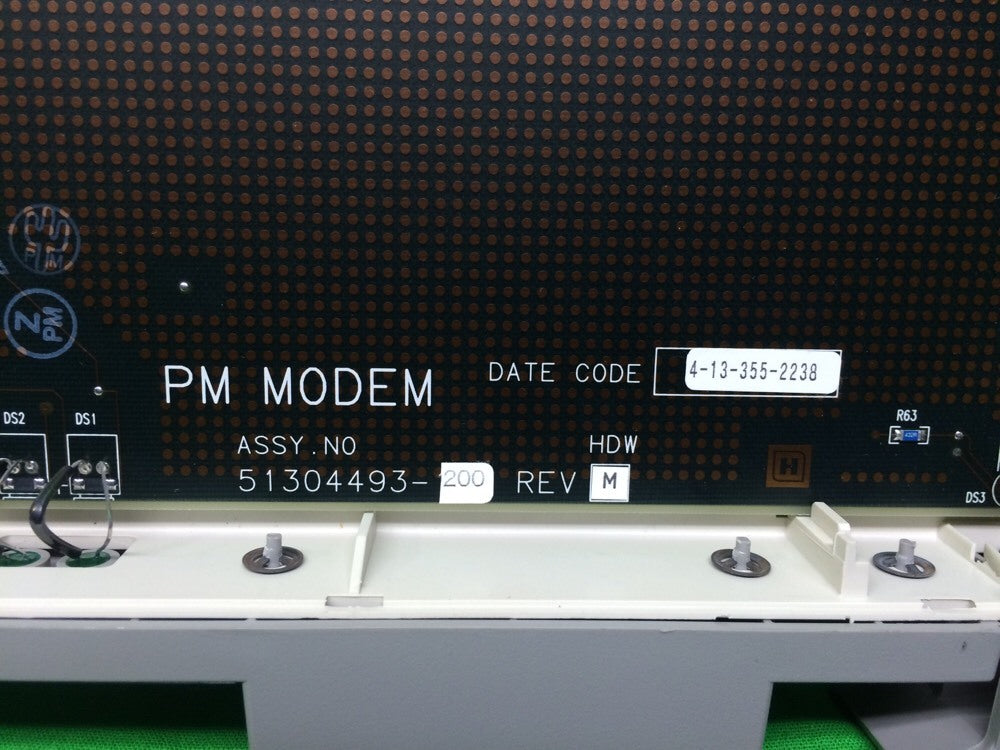 Z PM
PM MODEM
DATE CODE 4-13-355-2238
DS2 DS1
R63
ASSY.NO
HDW
51304493-200 REV M
H
DS3